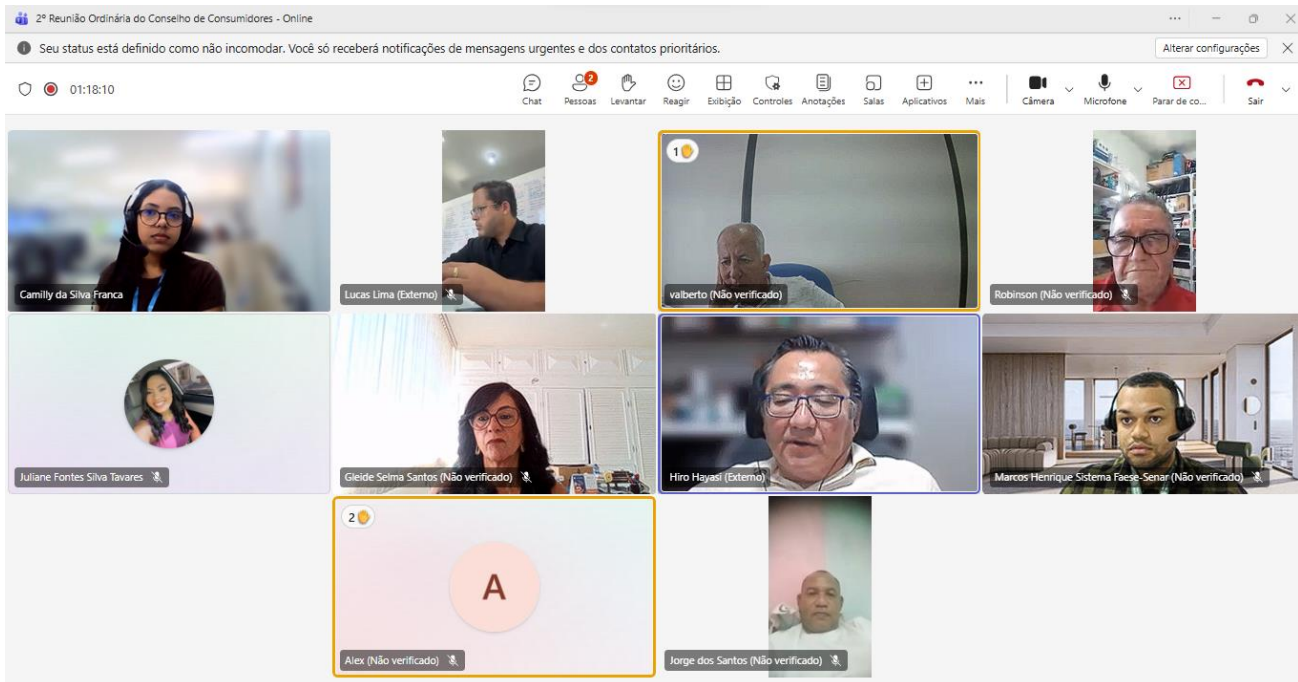 2º Reunião Ordinária do Conselho de Consumidores - Online
Seu status está definido como não incomodar. Você só receberá notificações de mensagens urgentes e dos contatos prioritários.
Alterar configurações
01:18:10
2
Chat
Pessoas
Levantar
Reagir
Exibição
Controles
Anotações
Salas
Aplicativos
Mais
Câmera
Microfone
Parar de co...
Sair
1
Camilly da Silva Franca
Lucas Lima (Externo)
valberto (Não verificado)
Robinson (Não verificado)
Juliane Fontes Silva Tavares
Gleide Selma Santos (Não verificado)
Hiro Hayasi (Externo)
Marcos Henrique Sistema Faese-Senar (Não verificado)
2
A
Alex (Não verificado)
Jorge dos Santos (Não verificado)